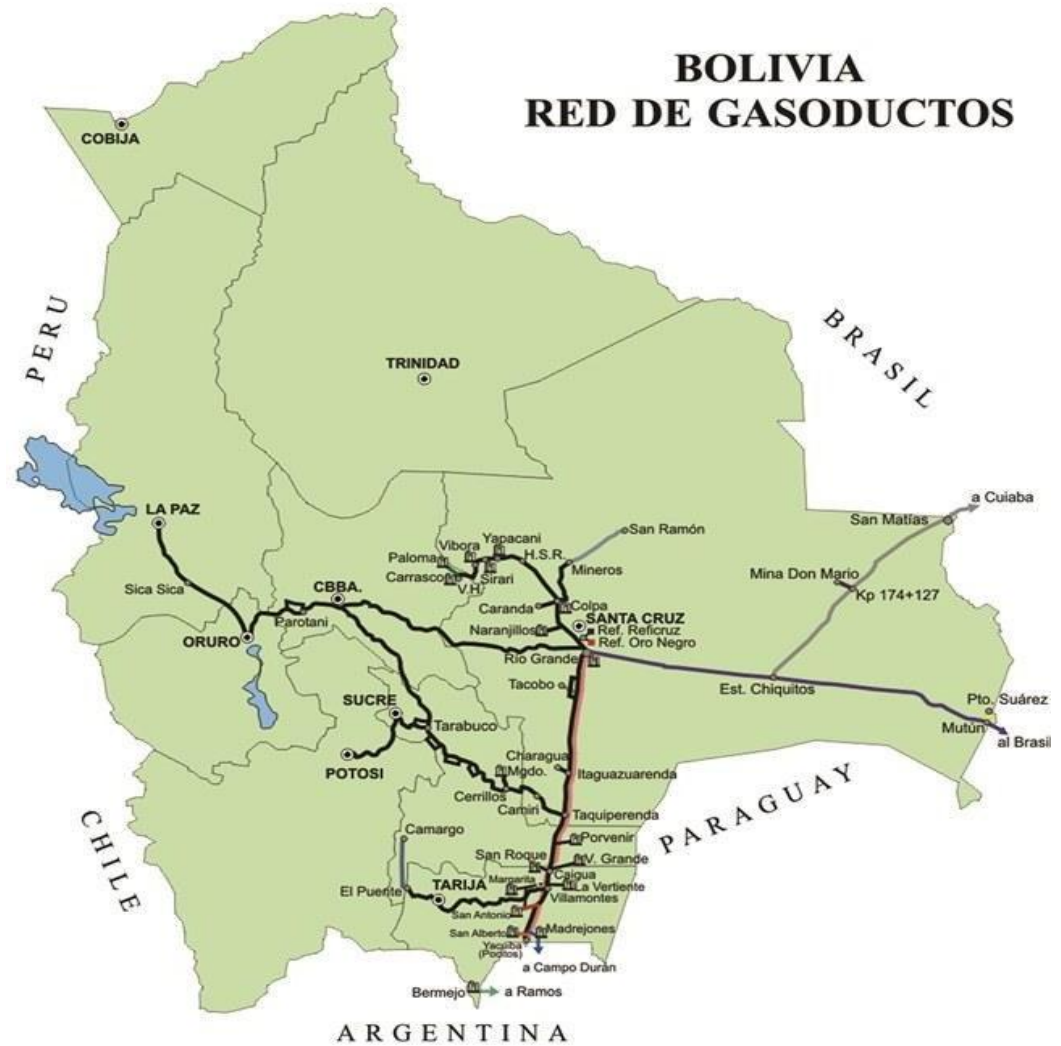 BOLIVIA
RED DE GASODUCTOS
COBIJA
PERU
BRASIL
TRINIDAD
a Cuiaba
LA PAZ
San Matías
San Ramón
Yapacani
Vibora
H.S.R.
Paloma
Mineros
Carrasco
V.H.
Sirari
Mina Don Mario
Kp 174+127
Sica Sica
CBBA.
Caranda
Colpa
Parotani
SANTA CRUZ
Naranjillos
Ref. Reficruz
ORURO
Ref. Oro Negro
Río Grande
Tacobo
Est. Chiquitos
Pto. Suárez
SUCRE
Mutún
Tarabuco
al Brasil
Charagua
POTOSI
Mgdo.
Itaguazuarenda
Cerrillos
Camiri
Taquiperenda
PARAGUAY
CHILE
Camargo
Porvenir
San Roque
V. Grande
Caigua
Margarita
La Vertiente
El Puente
TARIJA
Villamontes
San Antonio
San Alberto
Madrejones
Yacuiba
(Pocitos)
a Campo Durán
Bermejo
a Ramos
ARGENTINA